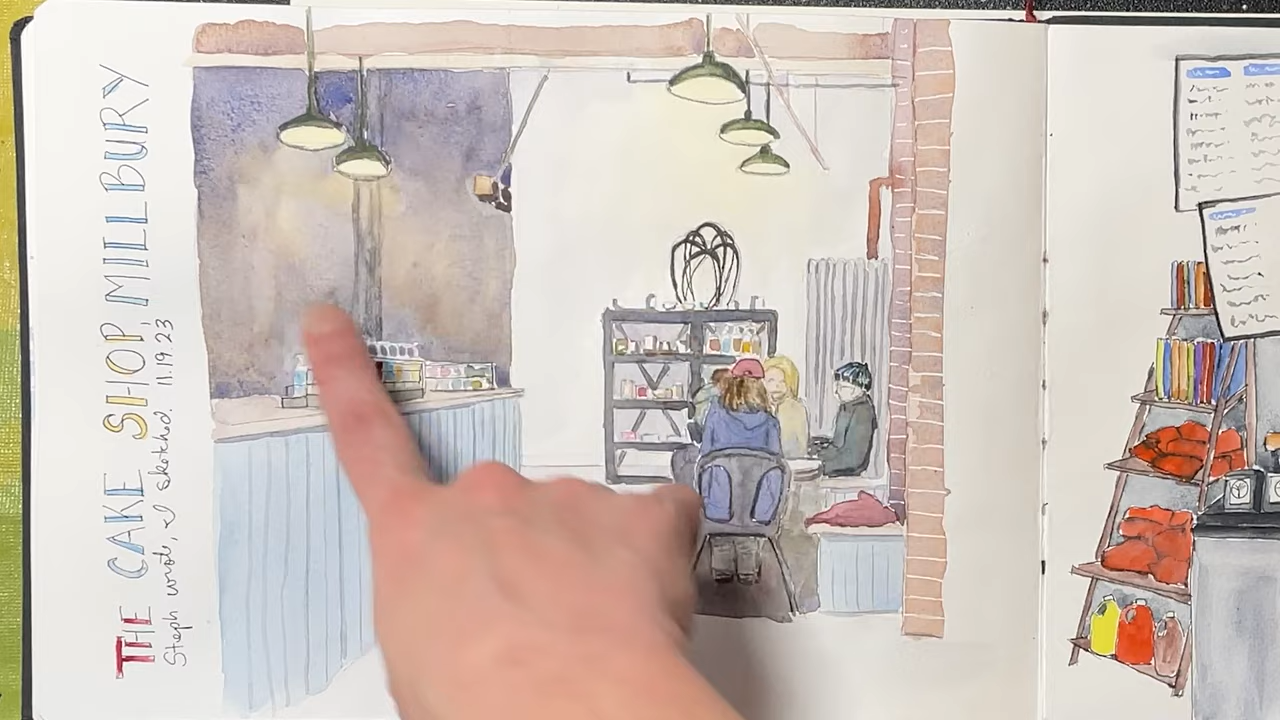 THE CAKE SHOP, MILLBURY
Steph wrote, I sketched. 11.19.23